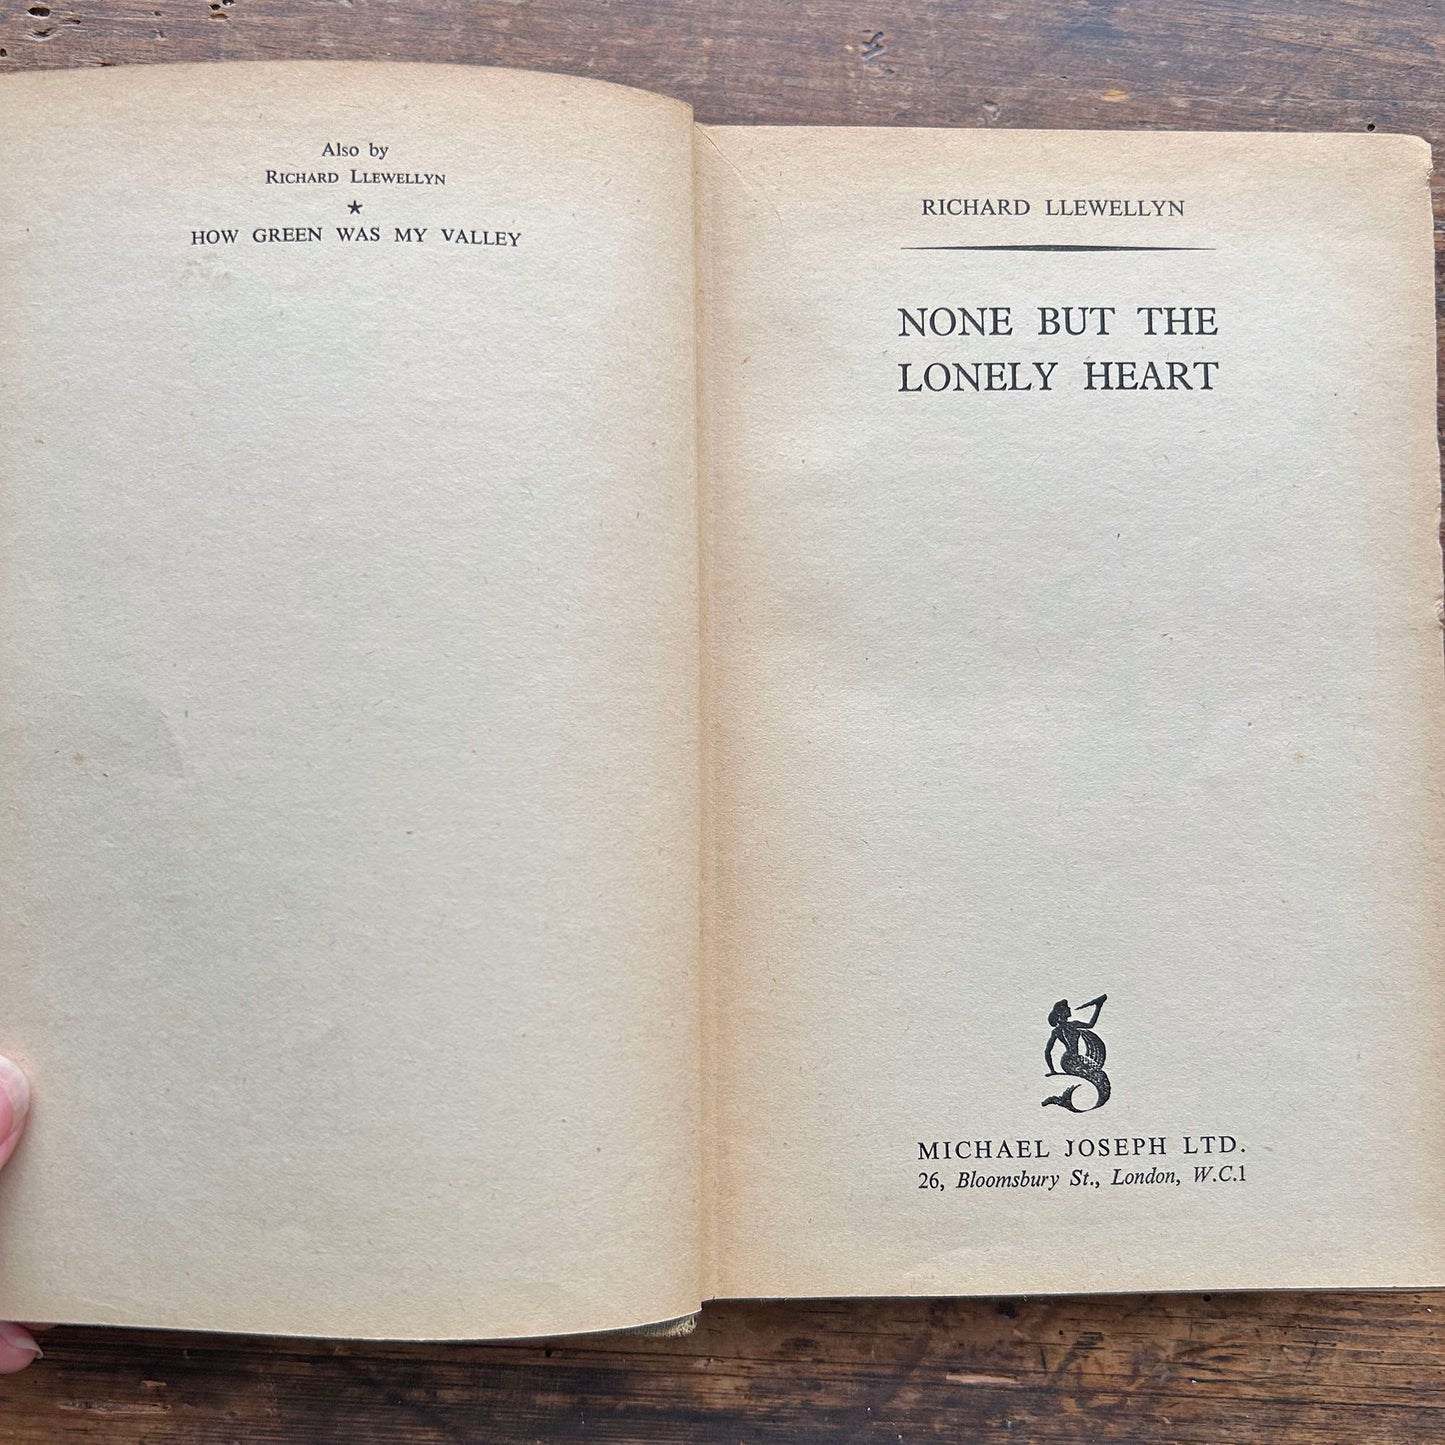 Also by
RICHARD LLEWELLYN
★
HOW GREEN WAS MY VALLEY
RICHARD LLEWELLYN
NONE BUT THE
LONELY HEART
MICHAEL JOSEPH LTD.
26, Bloomsbury St., London, W.C.1